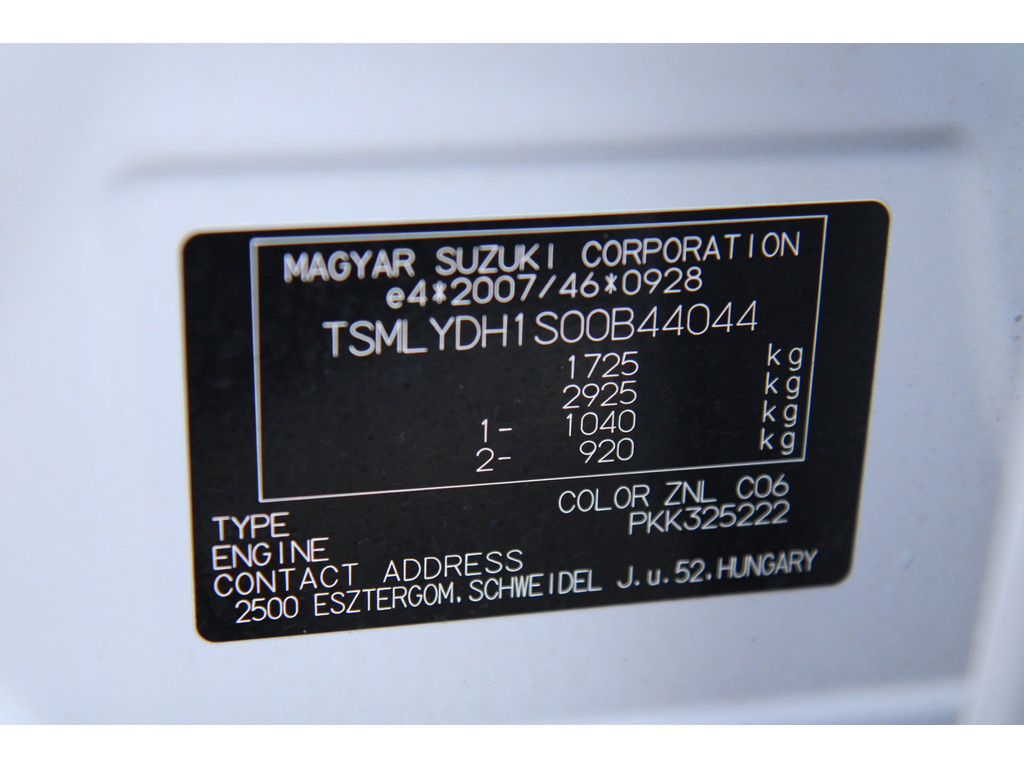 MAGYAR SUZUKI CORPORATION
e4*2007/46*0928
TSMLYDH1S00B44044
1725 kg
2925 kg
1- 1040 kg
2- 920 kg
COLOR ZNL C06
TYPE PKK325222
ENGINE
CONTACT ADDRESS
2500 ESZTERGOM.SCHWEIDEL J.u.52.HUNGARY